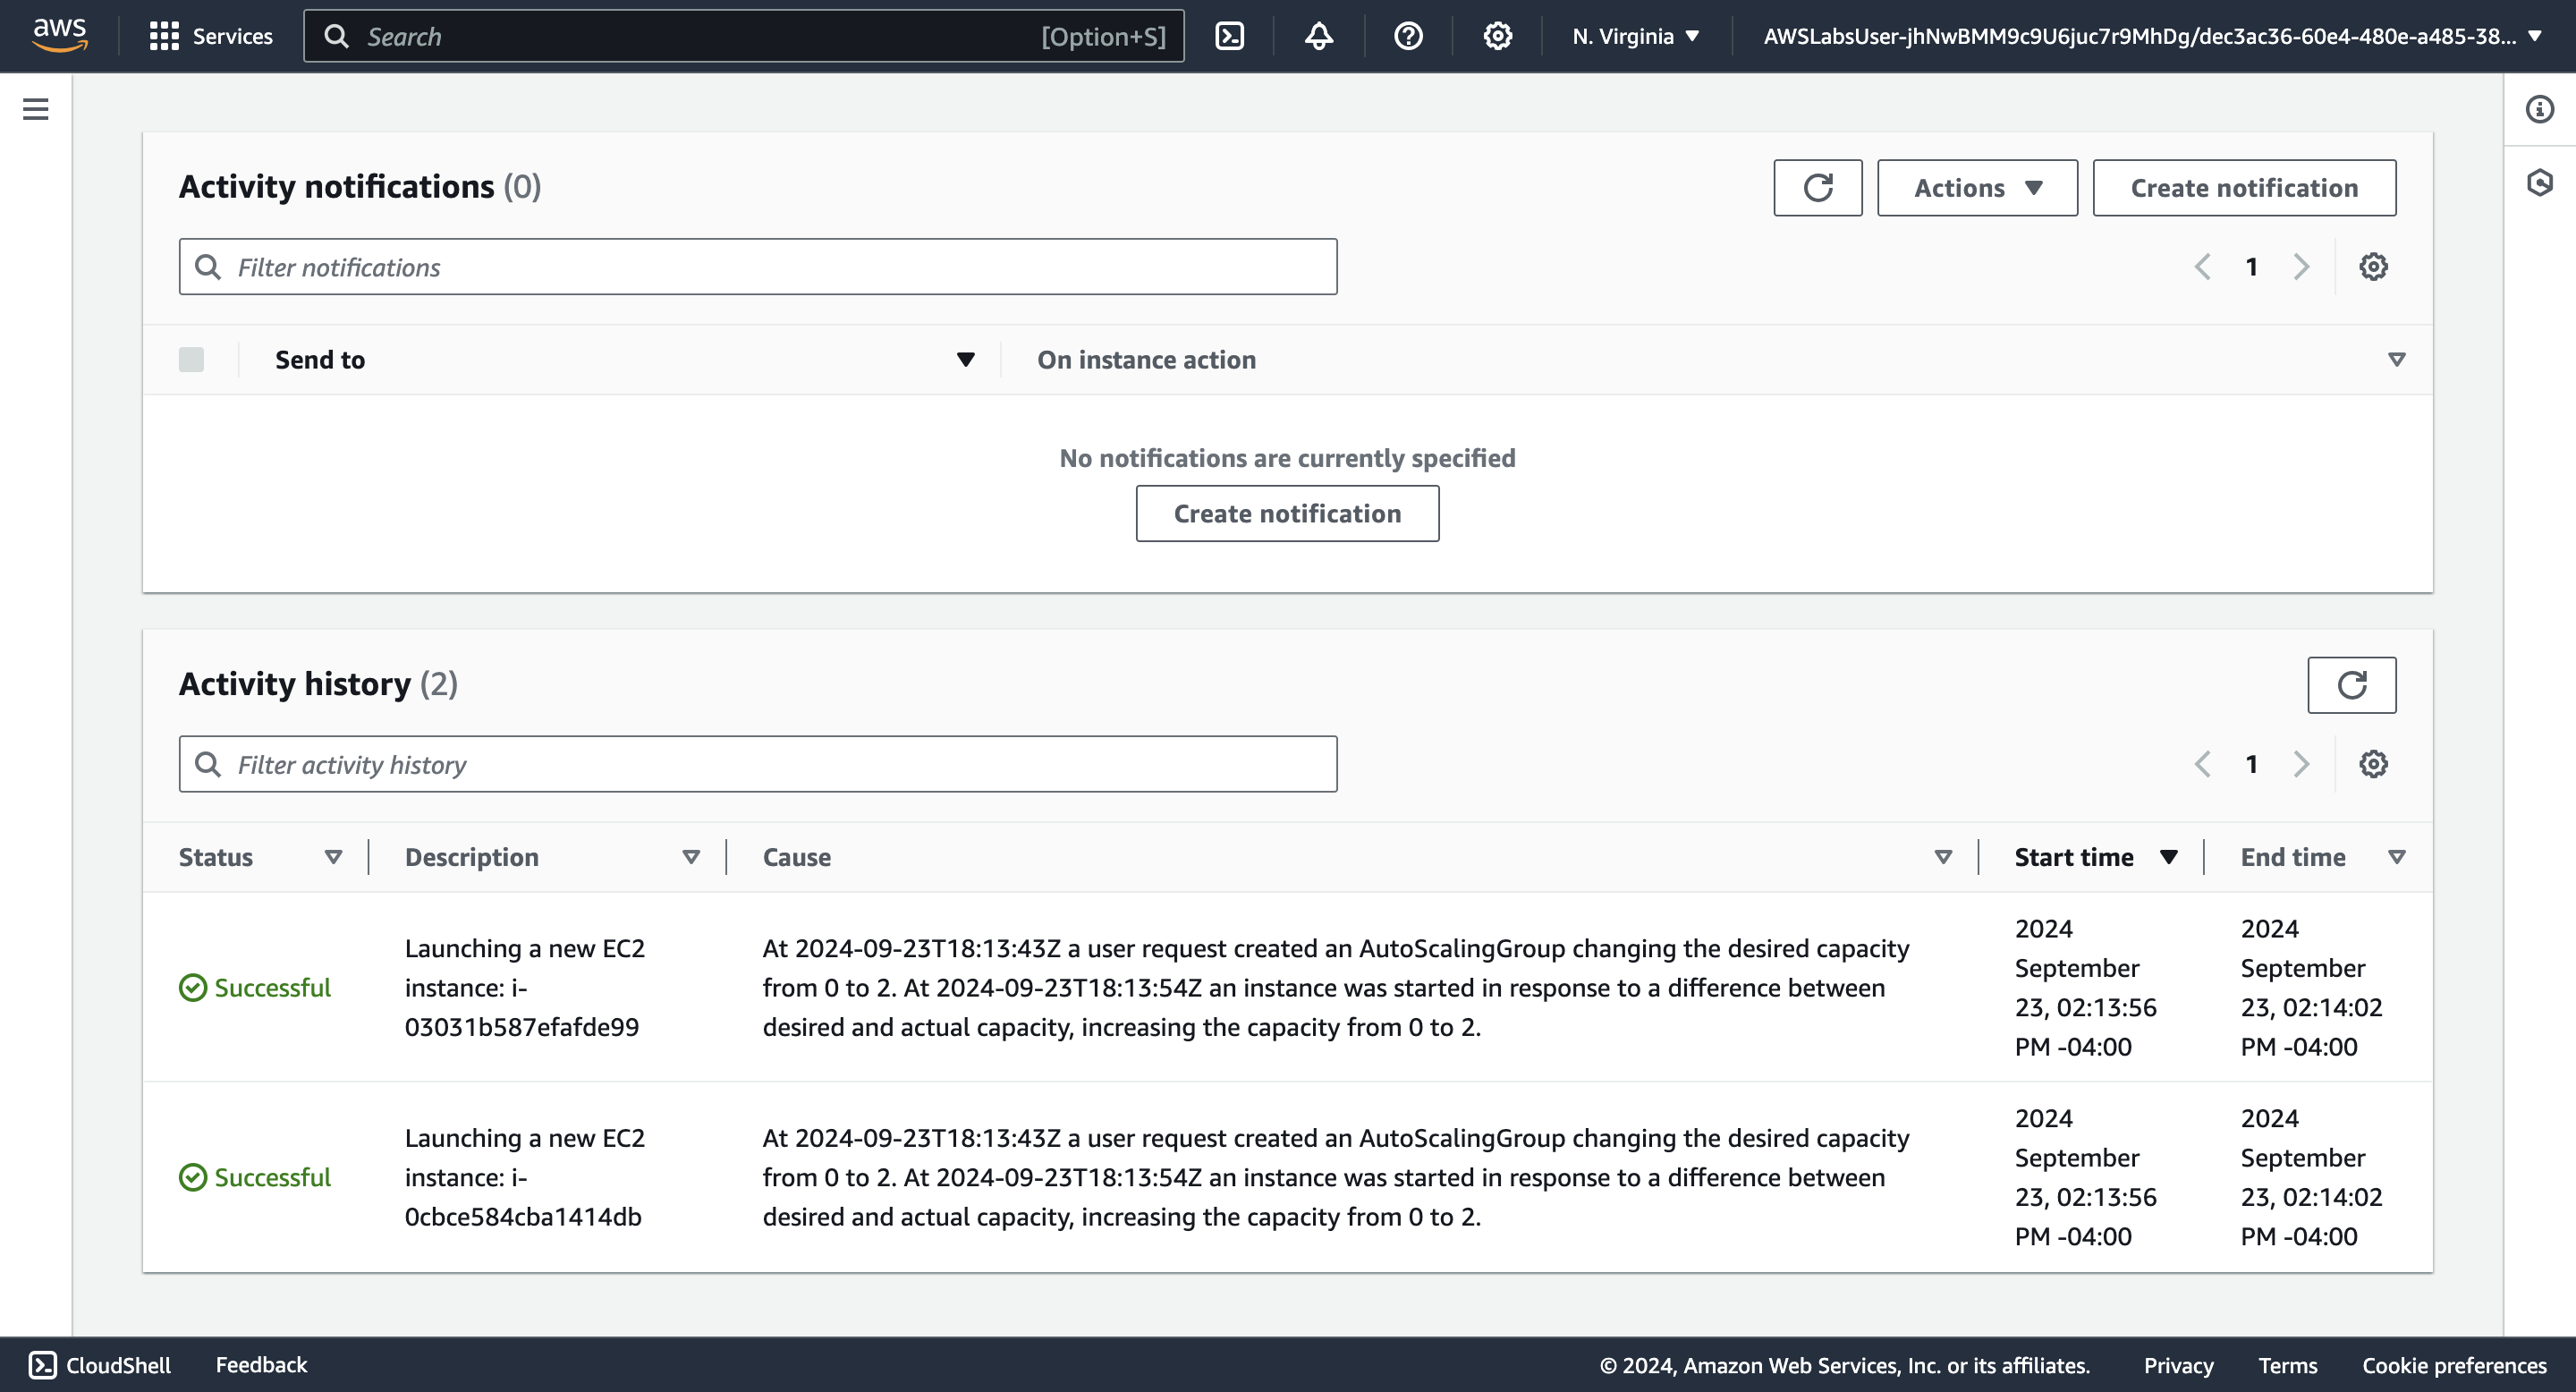 aws
Services
Search
[Option+S]
N. Virginia
AWSLabsUser-jhNwBMM9c9U6juc7r9MhDg/dec3ac36-60e4-480e-a485-38...
Activity notifications (0)
Actions
Create notification
Filter notifications
1
Send to
On instance action
No notifications are currently specified
Create notification
Activity history (2)
Filter activity history
1
Status
Description
Cause
Start time
End time
Successful
Launching a new EC2
instance: i-
03031b587efafde99
At 2024-09-23T18:13:43Z a user request created an AutoScalingGroup changing the desired capacity
from 0 to 2. At 2024-09-23T18:13:54Z an instance was started in response to a difference between
desired and actual capacity, increasing the capacity from 0 to 2.
2024
September
23, 02:13:56
PM -04:00
2024
September
23, 02:14:02
PM -04:00
Successful
Launching a new EC2
instance: i-
0cbce584cba1414db
At 2024-09-23T18:13:43Z a user request created an AutoScalingGroup changing the desired capacity
from 0 to 2. At 2024-09-23T18:13:54Z an instance was started in response to a difference between
desired and actual capacity, increasing the capacity from 0 to 2.
2024
September
23, 02:13:56
PM -04:00
2024
September
23, 02:14:02
PM -04:00
CloudShell
Feedback
© 2024, Amazon Web Services, Inc. or its affiliates.
Privacy
Terms
Cookie preferences